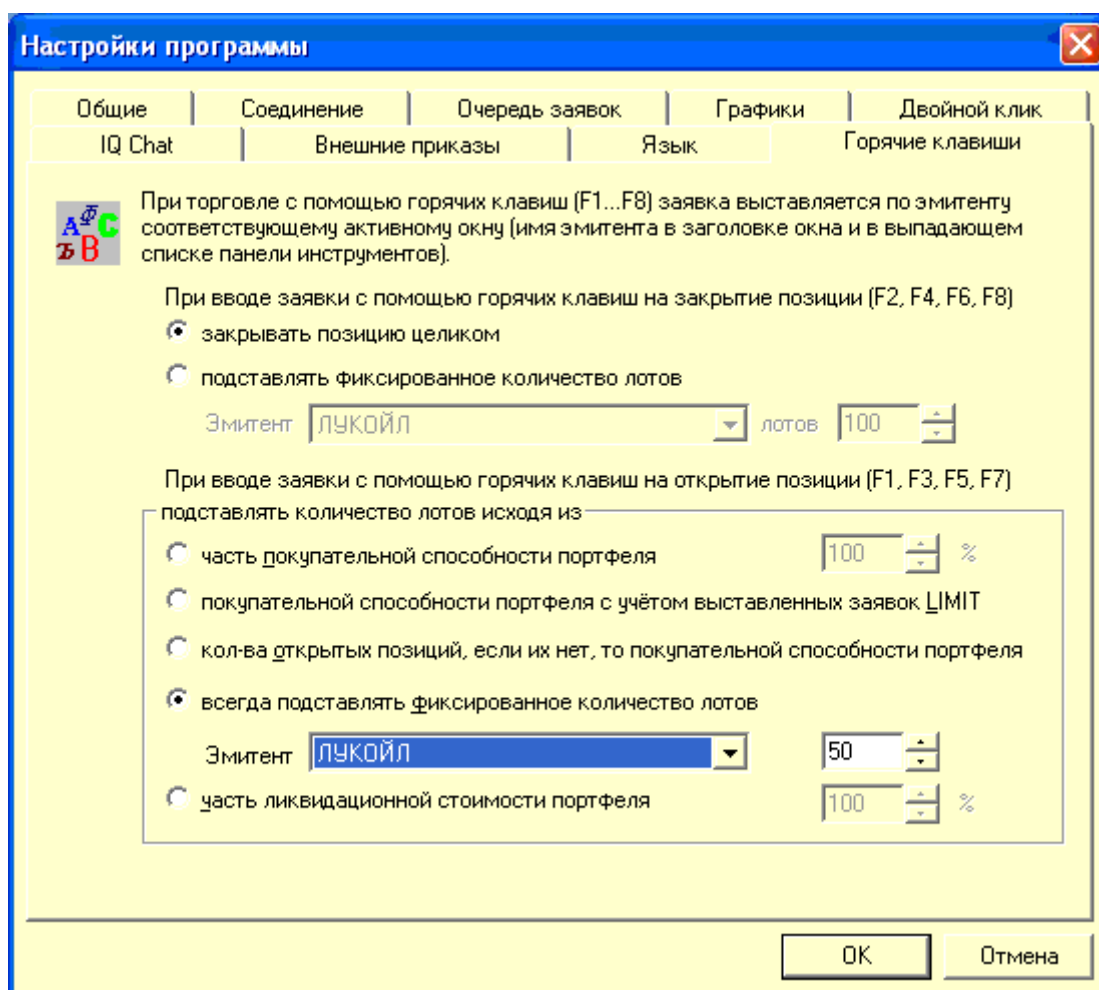 Настройки программы
Общие Соединение Очередь заявок Графики Двойной клик
IQ Chat Внешние приказы Язык Горячие клавиши
При торговле с помощью горячих клавиш (F1...F8) заявка выставляется по эмитенту
соответствующему активному окну (имя эмитента в заголовке окна и в выпадающем
списке панели инструментов).
При вводе заявки с помощью горячих клавиш на закрытие позиции (F2, F4, F6, F8)
закрывать позицию целиком
подставлять фиксированное количество лотов
Эмитент ЛУКОЙЛ лотов 100
При вводе заявки с помощью горячих клавиш на открытие позиции (F1, F3, F5, F7)
подставлять количество лотов исходя из
часть покупательной способности портфеля 100 %
покупательной способности портфеля с учётом выставленных заявок LIMIT
кол-ва открытых позиций, если их нет, то покупательной способности портфеля
всегда подставлять фиксированное количество лотов
Эмитент ЛУКОЙЛ 50
часть ликвидационной стоимости портфеля 100 %
OK Отмена